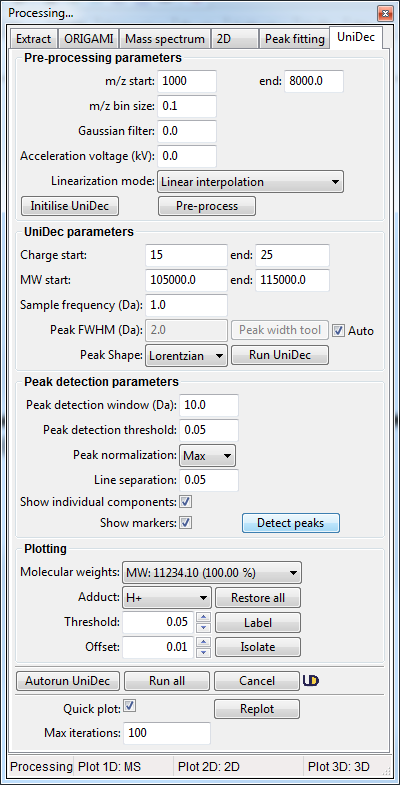 Processing...
Extract ORIGAMI Mass spectrum 2D Peak fitting UniDec
Pre-processing parameters
m/z start: 1000 end: 8000.0
m/z bin size: 0.1
Gaussian filter: 0.0
Acceleration voltage (kV): 0.0
Linearization mode: Linear interpolation
Initilise UniDec Pre-process
UniDec parameters
Charge start: 15 end: 25
MW start: 105000.0 end: 115000.0
Sample frequency (Da): 1.0
Peak FWHM (Da): 2.0 Peak width tool Auto
Peak Shape: Lorentzian Run UniDec
Peak detection parameters
Peak detection window (Da): 10.0
Peak detection threshold: 0.05
Peak normalization: Max
Line separation: 0.05
Show individual components:
Show markers: Detect peaks
Plotting
Molecular weights: MW: 11234.10 (100.00 %)
Adduct: H+ Restore all
Threshold: 0.05 Label
Offset: 0.01 Isolate
Autorun UniDec Run all Cancel UD
Quick plot: Replot
Max iterations: 100
Processing Plot 1D: MS Plot 2D: 2D Plot 3D: 3D